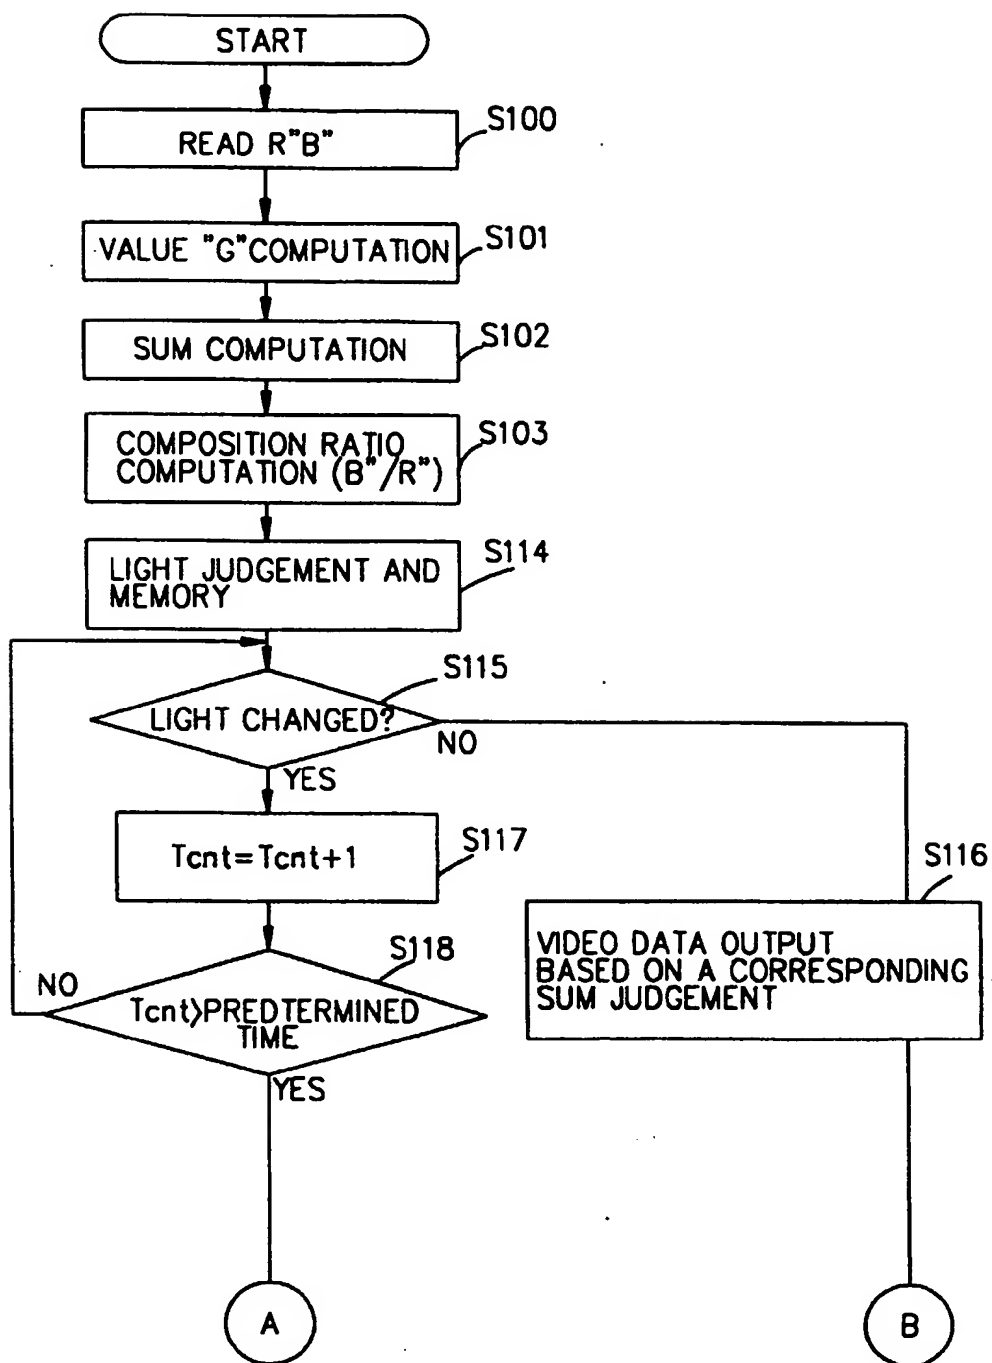 START
READ R"B"
S100
VALUE "G"COMPUTATION
S101
SUM COMPUTATION
S102
COMPOSITION RATIO
COMPUTATION (B"/R")
S103
LIGHT JUDGEMENT AND
MEMORY
S114
LIGHT CHANGED?
S115
NO
YES
Tcnt=Tcnt+1
S117
S116
VIDEO DATA OUTPUT
BASED ON A CORRESPONDING
SUM JUDGEMENT
S118
NO
Tcnt>PREDTERMINED
TIME
YES
A
B